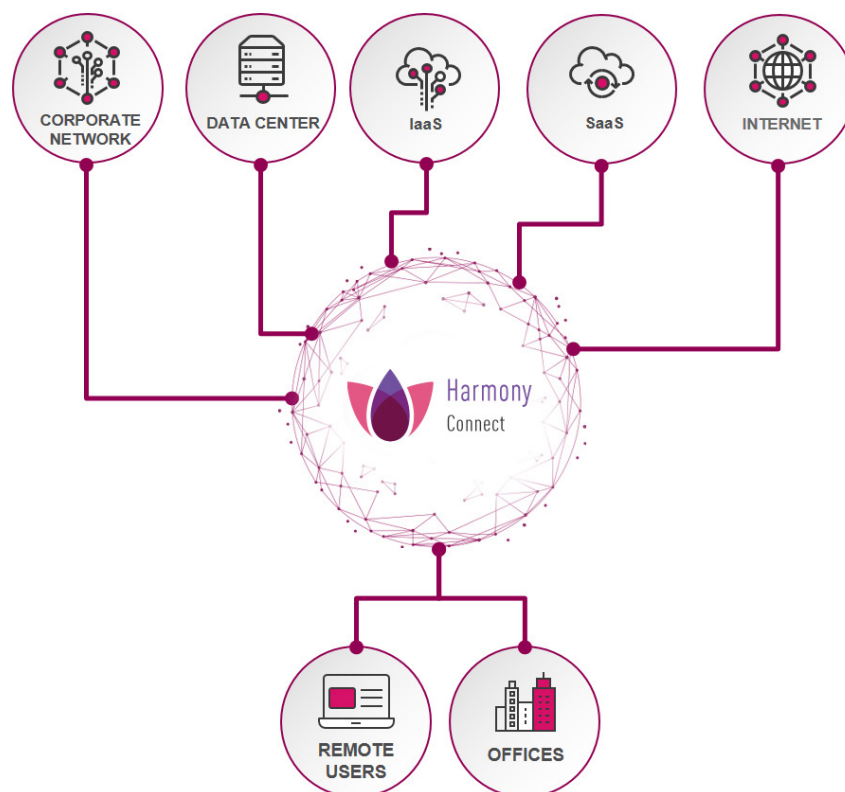 CORPORATE
NETWORK
DATA CENTER
IaaS
SaaS
INTERNET
Harmony
Connect
REMOTE
USERS
OFFICES